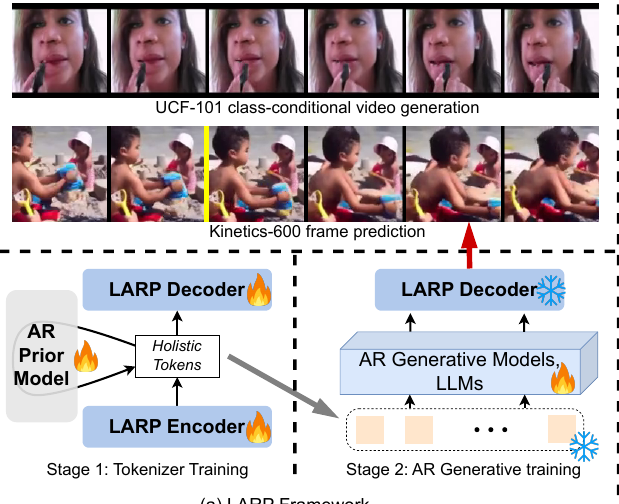 UCF-101 class-conditional video generation
Kinetics-600 frame prediction
LARP Decoder
AR
Prior
Model
Holistic
Tokens
LARP Encoder
Stage 1: Tokenizer Training
LARP Decoder
AR Generative Models,
LLMs
• • •
Stage 2: AR Generative training
(a) LARP Framework